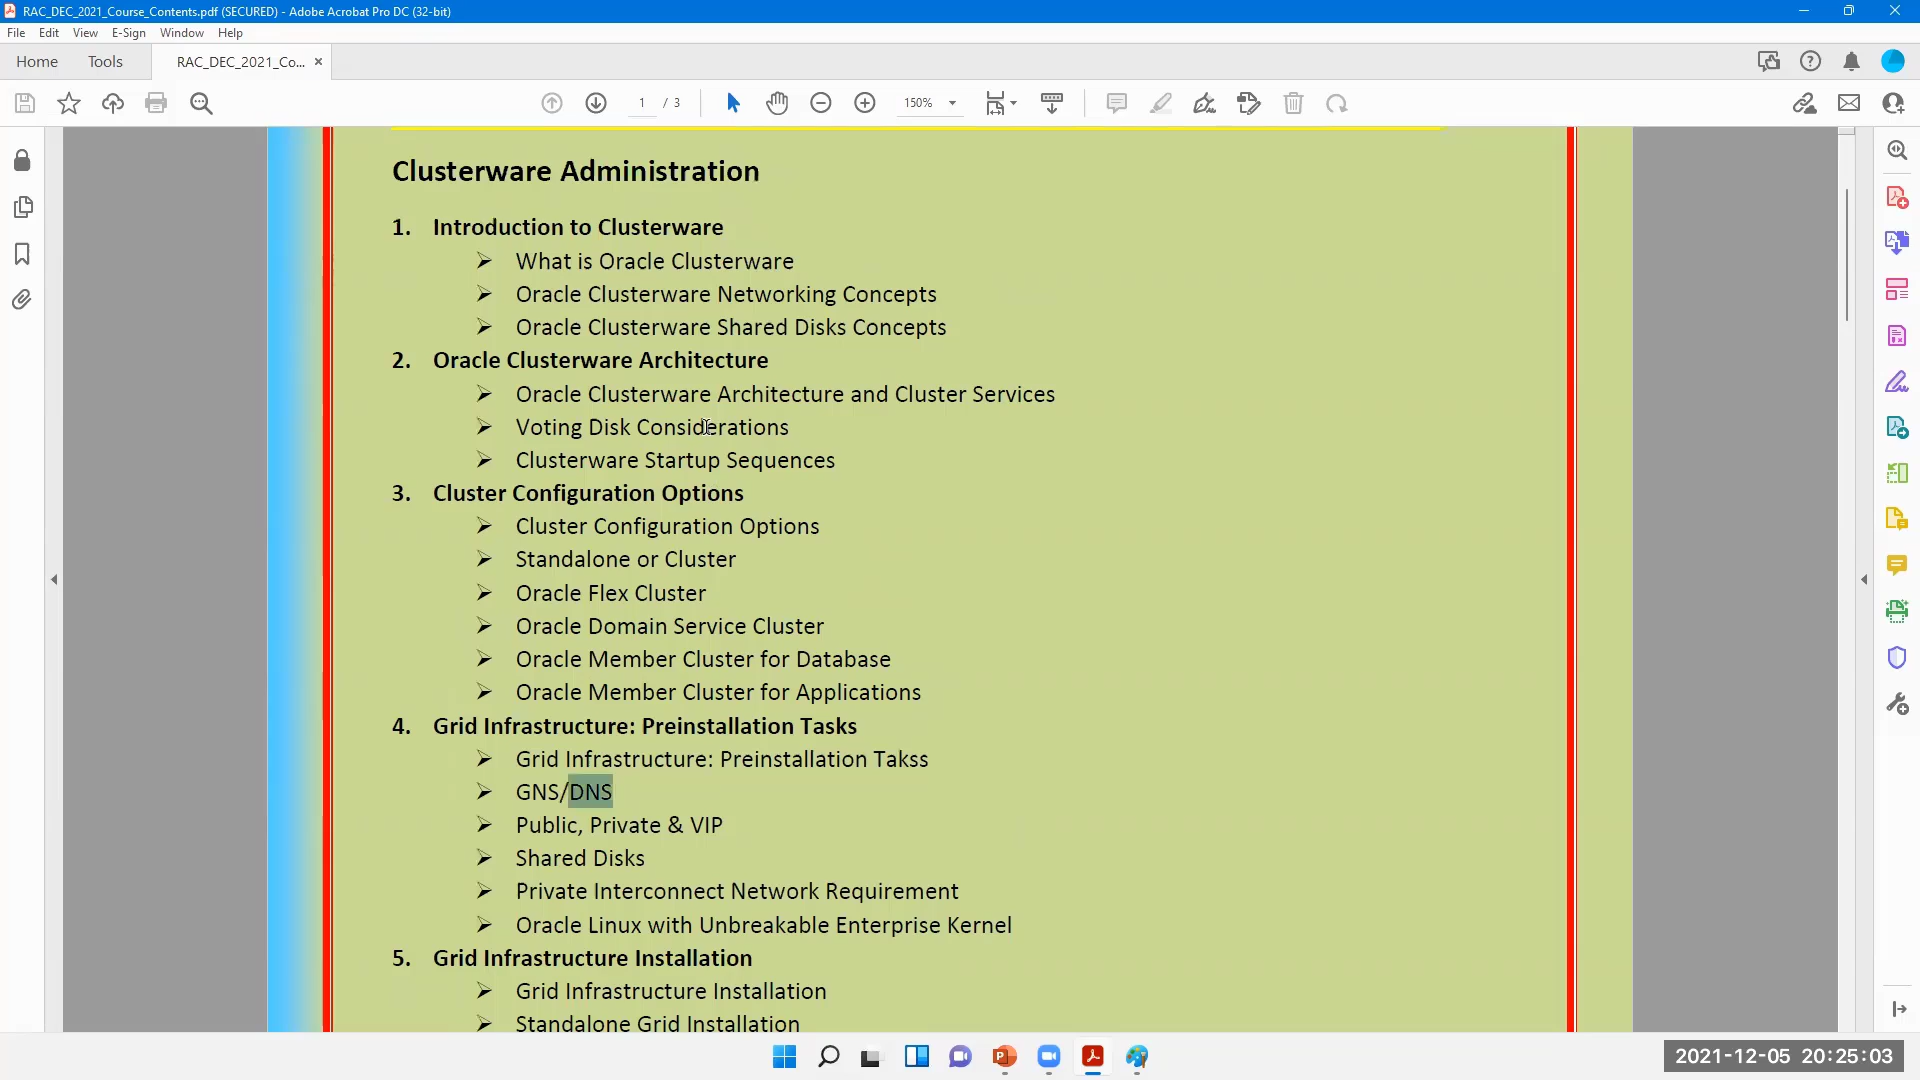 RAC_DEC_2021_Course_Contents.pdf (SECURED) - Adobe Acrobat Pro DC (32-bit)
File Edit View E-Sign Window Help
Home Tools RAC_DEC_2021_Co... ×
1 / 3 150%
Clusterware Administration
1. Introduction to Clusterware
➢ What is Oracle Clusterware
➢ Oracle Clusterware Networking Concepts
➢ Oracle Clusterware Shared Disks Concepts
2. Oracle Clusterware Architecture
➢ Oracle Clusterware Architecture and Cluster Services
➢ Voting Disk Considerations
➢ Clusterware Startup Sequences
3. Cluster Configuration Options
➢ Cluster Configuration Options
➢ Standalone or Cluster
➢ Oracle Flex Cluster
➢ Oracle Domain Service Cluster
➢ Oracle Member Cluster for Database
➢ Oracle Member Cluster for Applications
4. Grid Infrastructure: Preinstallation Tasks
➢ Grid Infrastructure: Preinstallation Takss
➢ GNS/DNS
➢ Public, Private & VIP
➢ Shared Disks
➢ Private Interconnect Network Requirement
➢ Oracle Linux with Unbreakable Enterprise Kernel
5. Grid Infrastructure Installation
➢ Grid Infrastructure Installation
➢ Standalone Grid Installation
2021-12-05 20:25:03